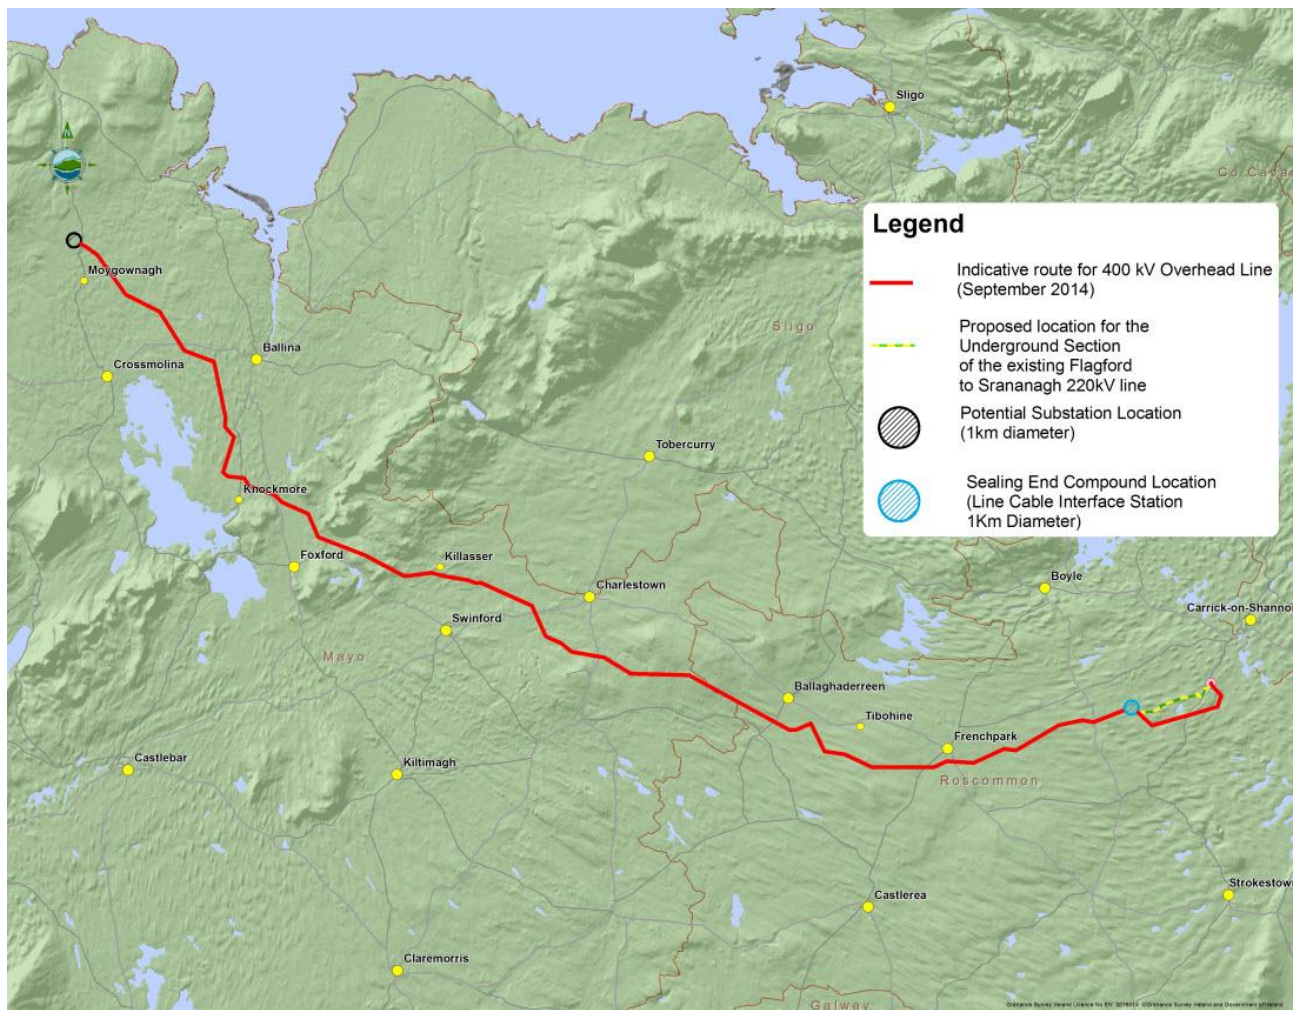 Sligo
Co Cava
Legend
Indicative route for 400 kV Overhead Line
(September 2014)
Proposed location for the
Underground Section
of the existing Flagford
to Srananagh 220kV line
Potential Substation Location
(1km diameter)
Sealing End Compound Location
(Line Cable Interface Station
1Km Diameter)
N
Moygownagh
Sligo
Ballina
Crossmolina
Tobercurry
Knockmore
Foxford
Killasser
Charlestown
Boyle
Carrick-on-Shannon
Swinford
Mayo
Ballaghaderreen
Tibohine
Frenchpark
Castlebar
Kiltimagh
Roscommon
Castlerea
Strokestown
Claremorris
Galway